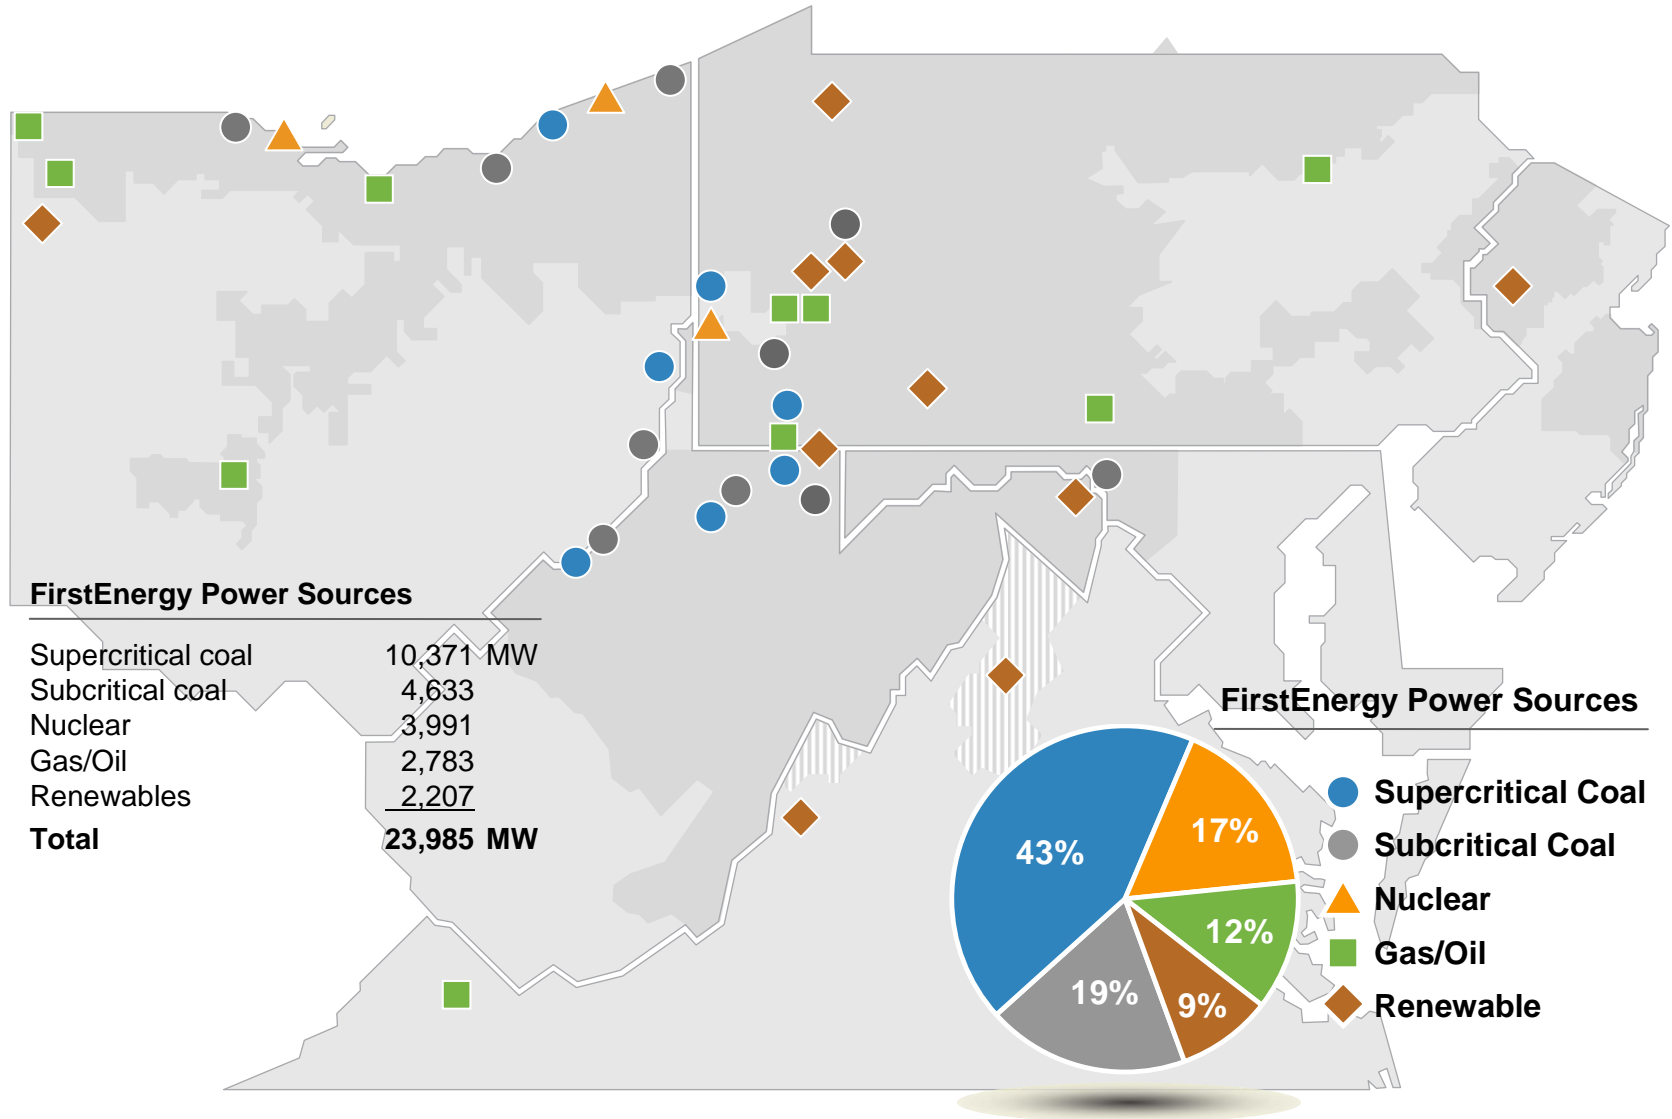 FirstEnergy Power Sources
Supercritical coal 10,371 MW
Subcritical coal 4,633
Nuclear 3,991
Gas/Oil 2,783
Renewables 2,207
Total 23,985 MW
FirstEnergy Power Sources
43%
17%
12%
9%
19%
Supercritical Coal
Subcritical Coal
Nuclear
Gas/Oil
Renewable